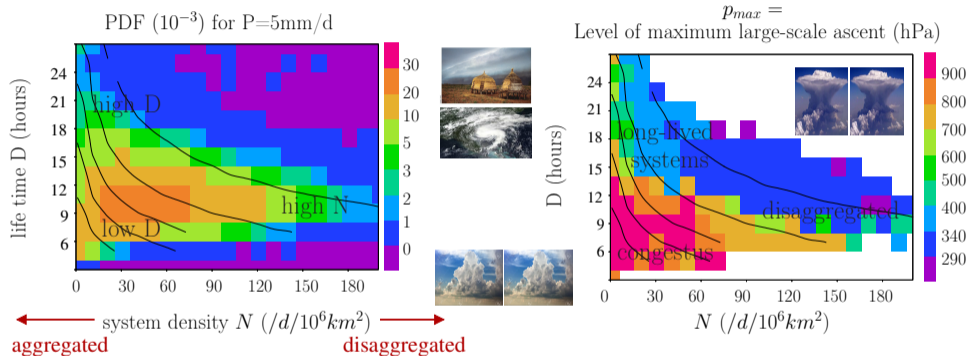 PDF (10⁻³) for P=5mm/d
life time D (hours)
24
21
18
15
12
9
6
high D
low D
high N
0
30
60
90
120
150
180
30
20
10
5
3
2
1
0
system density N (/d/10⁶km²)
aggregated
disaggregated
p_max =
Level of maximum large-scale ascent (hPa)
D (hours)
24
21
18
15
12
9
6
long-lived
systems
disaggregated
congestus
0
30
60
90
120
150
180
900
800
700
600
500
400
340
290
N (/d/10⁶km²)